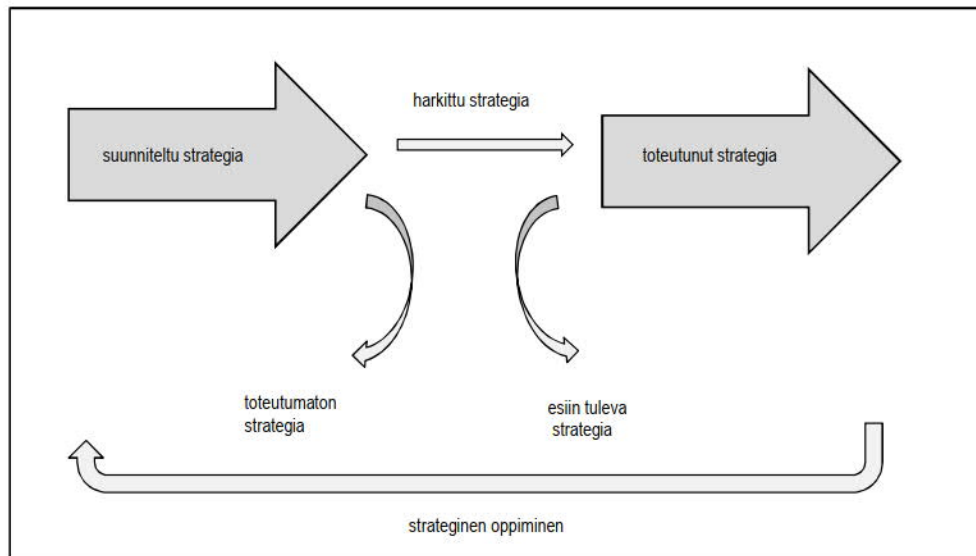 harkittu strategia
suunniteltu strategia
toteutunut strategia
toteutumaton
strategia
esiin tuleva
strategia
strateginen oppiminen